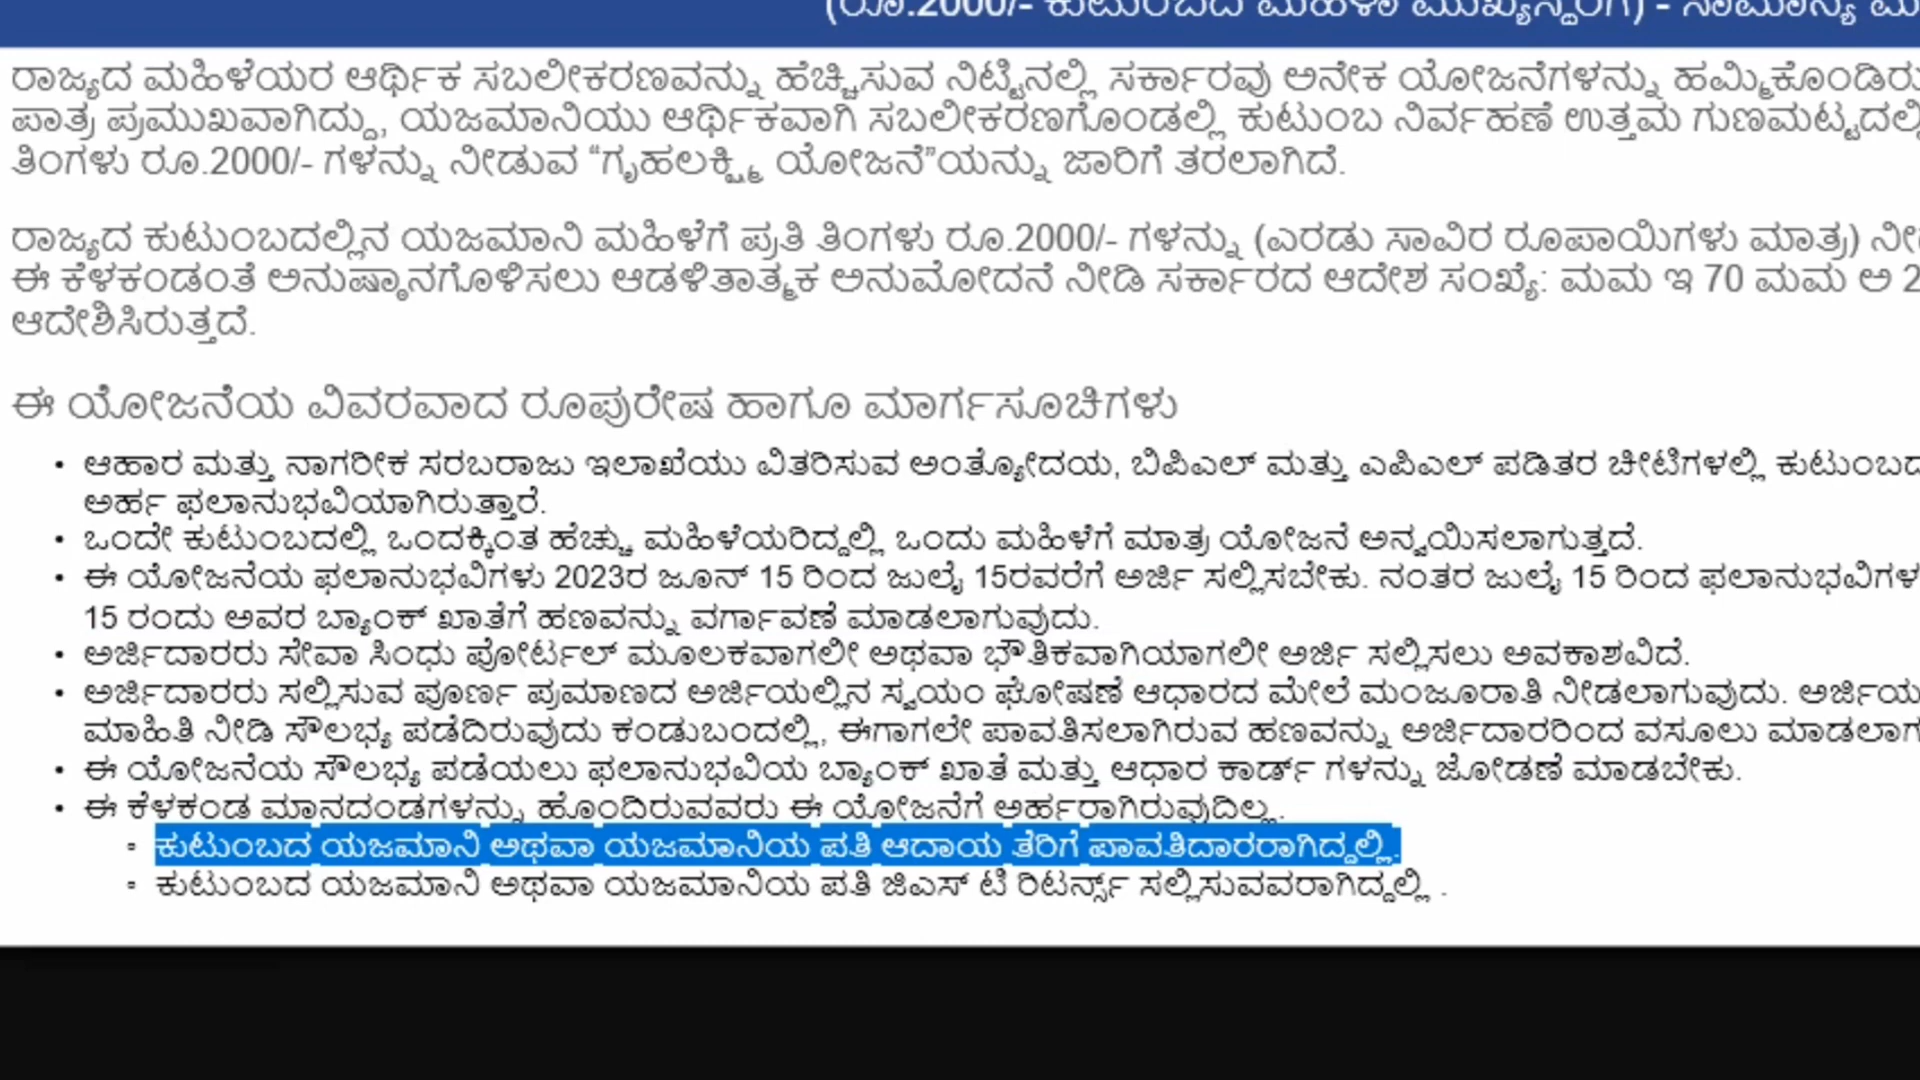 (ರೂ.2000/- ಕುಟುಂಬದ ಮಹಿಳಾ ಮುಖ್ಯಸ್ಥರಿಗೆ) - ಸಾಮಾನ್ಯ
ರಾಜ್ಯದ ಮಹಿಳೆಯರ ಆರ್ಥಿಕ ಸಬಲೀಕರಣವನ್ನು ಹೆಚ್ಚಿಸುವ ನಿಟ್ಟಿನಲ್ಲಿ ಸರ್ಕಾರವು ಅನೇಕ ಯೋಜನೆಗಳನ್ನು ಹಮ್ಮಿಕೊಂಡಿರು
ಪಾತ್ರ ಪ್ರಮುಖವಾಗಿದ್ದು, ಯಜಮಾನಿಯು ಆರ್ಥಿಕವಾಗಿ ಸಬಲೀಕರಣಗೊಂಡಲ್ಲಿ ಕುಟುಂಬ ನಿರ್ವಹಣೆ ಉತ್ತಮ ಗುಣಮಟ್ಟದಲ್ಲಿ
ತಿಂಗಳು ರೂ.2000/- ಗಳನ್ನು ನೀಡುವ “ಗೃಹಲಕ್ಷ್ಮಿ ಯೋಜನೆ”ಯನ್ನು ಜಾರಿಗೆ ತರಲಾಗಿದೆ.
ರಾಜ್ಯದ ಕುಟುಂಬದಲ್ಲಿನ ಯಜಮಾನಿ ಮಹಿಳೆಗೆ ಪ್ರತಿ ತಿಂಗಳು ರೂ.2000/- ಗಳನ್ನು (ಎರಡು ಸಾವಿರ ರೂಪಾಯಿಗಳು ಮಾತ್ರ)
ಈ ಕೆಳಕಂಡಂತೆ ಅನುಷ್ಠಾನಗೊಳಿಸಲು ಆಡಳಿತಾತ್ಮಕ ಅನುಮೋದನೆ ನೀಡಿ ಸರ್ಕಾರದ ಆದೇಶ ಸಂಖ್ಯೆ: ಮಮ ಇ 70 ಮಮ ಅ 2
ಆದೇಶಿಸಿರುತ್ತದೆ.
ಈ ಯೋಜನೆಯ ವಿವರವಾದ ರೂಪುರೇಷ ಹಾಗೂ ಮಾರ್ಗಸೂಚಿಗಳು
• ಆಹಾರ ಮತ್ತು ನಾಗರೀಕ ಸರಬರಾಜು ಇಲಾಖೆಯು ವಿತರಿಸುವ ಅಂತ್ಯೋದಯ, ಬಿಪಿಎಲ್ ಮತ್ತು ಎಪಿಎಲ್ ಪಡಿತರ ಚೀಟಿಗಳಲ್ಲಿ ಕುಟುಂಬದ
ಅರ್ಹ ಫಲಾನುಭವಿಯಾಗಿರುತ್ತಾರೆ.
• ಒಂದೇ ಕುಟುಂಬದಲ್ಲಿ ಒಂದಕ್ಕಿಂತ ಹೆಚ್ಚು ಮಹಿಳೆಯರಿದ್ದಲ್ಲಿ ಒಂದು ಮಹಿಳೆಗೆ ಮಾತ್ರ ಯೋಜನೆ ಅನ್ವಯಿಸಲಾಗುತ್ತದೆ.
• ಈ ಯೋಜನೆಯ ಫಲಾನುಭವಿಗಳು 2023ರ ಜೂನ್ 15 ರಿಂದ ಜುಲೈ 15ರವರೆಗೆ ಅರ್ಜಿ ಸಲ್ಲಿಸಬೇಕು. ನಂತರ ಜುಲೈ 15 ರಿಂದ ಫಲಾನುಭವಿಗಳ
15 ರಂದು ಅವರ ಬ್ಯಾಂಕ್ ಖಾತೆಗೆ ಹಣವನ್ನು ವರ್ಗಾವಣೆ ಮಾಡಲಾಗುವುದು.
• ಅರ್ಜಿದಾರರು ಸೇವಾ ಸಿಂಧು ಪೋರ್ಟಲ್ ಮೂಲಕವಾಗಲೀ ಅಥವಾ ಭೌತಿಕವಾಗಿಯಾಗಲೀ ಅರ್ಜಿ ಸಲ್ಲಿಸಲು ಅವಕಾಶವಿದೆ.
• ಅರ್ಜಿದಾರರು ಸಲ್ಲಿಸುವ ಪೂರ್ಣ ಪ್ರಮಾಣದ ಅರ್ಜಿಯಲ್ಲಿನ ಸ್ವಯಂ ಘೋಷಣೆ ಆಧಾರದ ಮೇಲೆ ಮಂಜೂರಾತಿ ನೀಡಲಾಗುವುದು. ಅರ್ಜಿಯ
ಮಾಹಿತಿ ನೀಡಿ ಸೌಲಭ್ಯ ಪಡೆದಿರುವುದು ಕಂಡುಬಂದಲ್ಲಿ, ಈಗಾಗಲೇ ಪಾವತಿಸಲಾಗಿರುವ ಹಣವನ್ನು ಅರ್ಜಿದಾರರಿಂದ ವಸೂಲು ಮಾಡಲಾಗ
• ಈ ಯೋಜನೆಯ ಸೌಲಭ್ಯ ಪಡೆಯಲು ಫಲಾನುಭವಿಯ ಬ್ಯಾಂಕ್ ಖಾತೆ ಮತ್ತು ಆಧಾರ ಕಾರ್ಡ್ ಗಳನ್ನು ಜೋಡಣೆ ಮಾಡಬೇಕು.
• ಈ ಕೆಳಕಂಡ ಮಾನದಂಡಗಳನ್ನು ಹೊಂದಿರುವವರು ಈ ಯೋಜನೆಗೆ ಅರ್ಹರಾಗಿರುವುದಿಲ್ಲ.
▫ ಕುಟುಂಬದ ಯಜಮಾನಿ ಅಥವಾ ಯಜಮಾನಿಯ ಪತಿ ಆದಾಯ ತೆರಿಗೆ ಪಾವತಿದಾರರಾಗಿದ್ದಲ್ಲಿ.
▫ ಕುಟುಂಬದ ಯಜಮಾನಿ ಅಥವಾ ಯಜಮಾನಿಯ ಪತಿ ಜಿಎಸ್ ಟಿ ರಿಟರ್ನ್ಸ್ ಸಲ್ಲಿಸುವವರಾಗಿದ್ದಲ್ಲಿ .